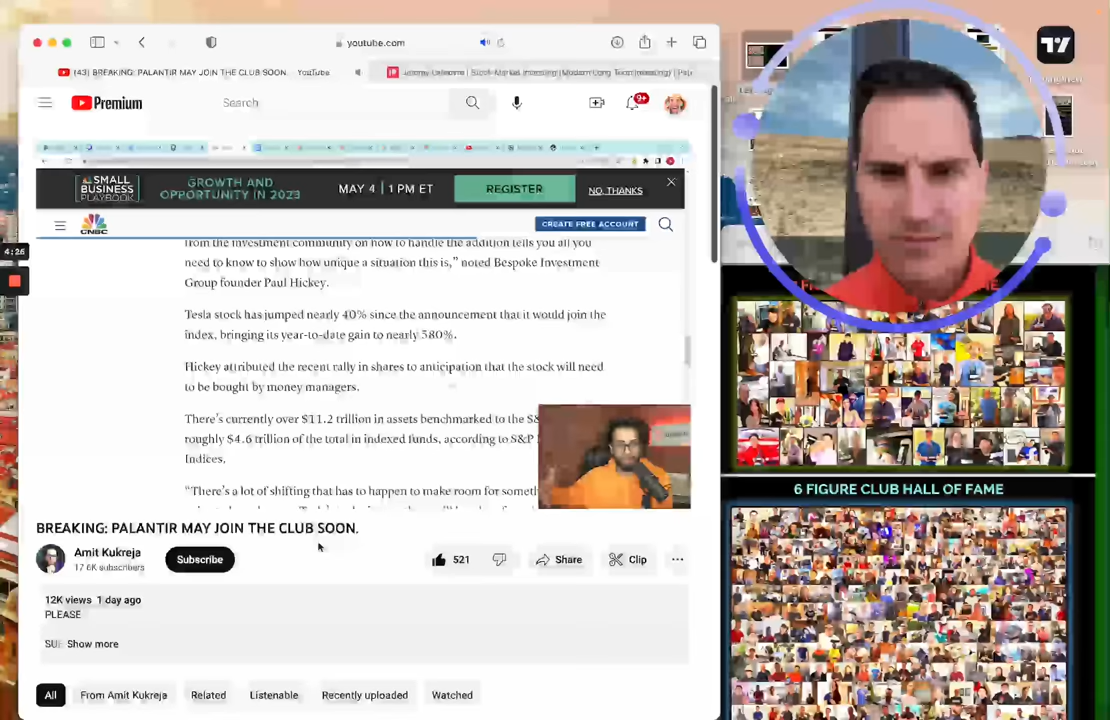 youtube.com
(43) BREAKING: PALANTIR MAY JOIN THE CLUB SOON. YouTube
Premium
Search
9+
SMALL BUSINESS PLAYBOOK
GROWTH AND OPPORTUNITY IN 2023
MAY 4 | 1 PM ET
REGISTER
NO, THANKS
CNBC
CREATE FREE ACCOUNT
4:26
from the investment community on how to handle the addition tells you all you
need to know to show how unique a situation this is,” noted Bespoke Investment
Group founder Paul Hickey.
Tesla stock has jumped nearly 40% since the announcement that it would join the
index, bringing its year-to-date gain to nearly 580%.
Hickey attributed the recent rally in shares to anticipation that the stock will need
to be bought by money managers.
There’s currently over $11.2 trillion in assets benchmarked to the S&
roughly $4.6 trillion of the total in indexed funds, according to S&P
Indices.
“There’s a lot of shifting that has to happen to make room for someth
BREAKING: PALANTIR MAY JOIN THE CLUB SOON.
Amit Kukreja
17.6K subscribers
Subscribe
521
Share
Clip
12K views 1 day ago
PLEASE
Show more
All
From Amit Kukreja
Related
Listenable
Recently uploaded
Watched
6 FIGURE CLUB HALL OF FAME